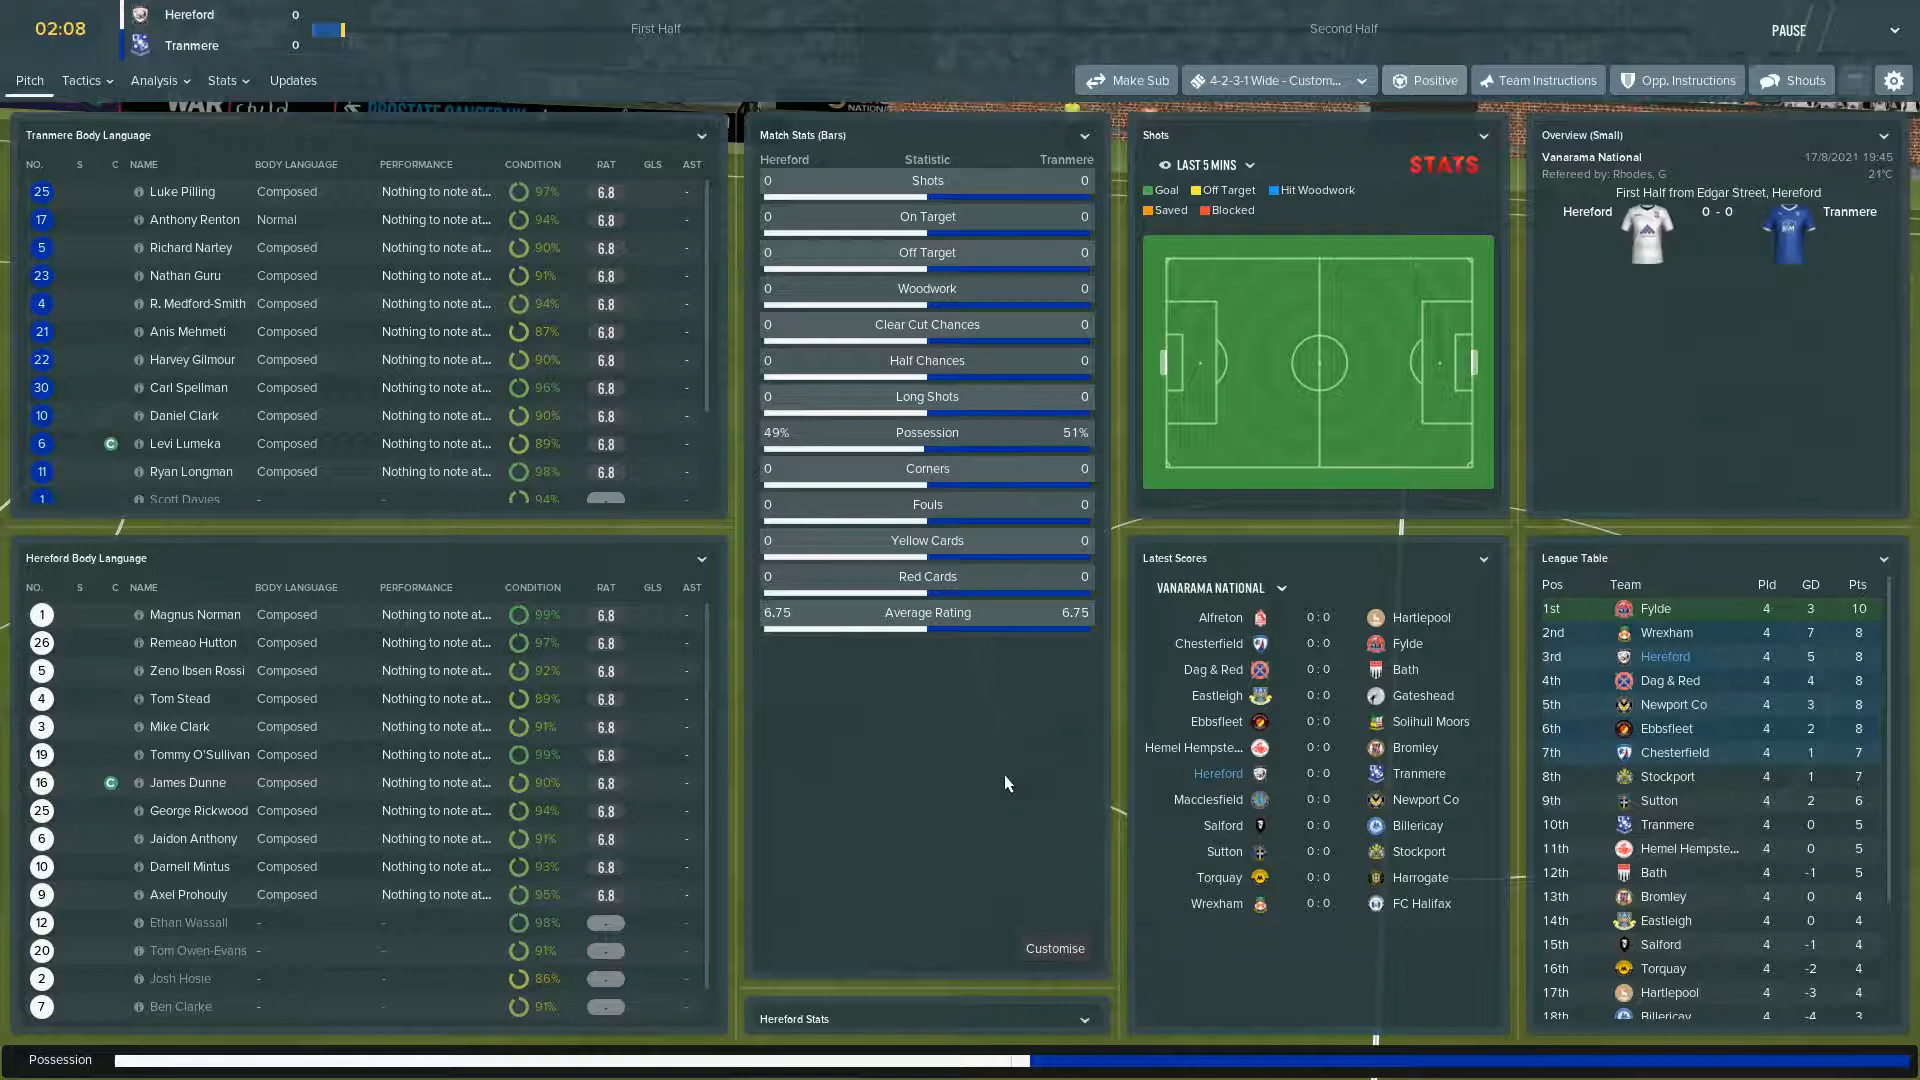 02:08
Hereford 0
Tranmere 0
First Half
Second Half
PAUSE
Pitch
Tactics
Analysis
Stats
Updates
Make Sub
4-2-3-1 Wide - Custom...
Positive
Team Instructions
Opp. Instructions
Shouts
Tranmere Body Language
NO. S C NAME BODY LANGUAGE PERFORMANCE CONDITION RAT GLS AST
25 Luke Pilling Composed Nothing to note at... 97% 6.8 -
17 Anthony Renton Normal Nothing to note at... 94% 6.8 -
5 Richard Nartey Composed Nothing to note at... 90% 6.8 -
23 Nathan Guru Composed Nothing to note at... 91% 6.8 -
4 R. Medford-Smith Composed Nothing to note at... 94% 6.8 -
21 Anis Mehmeti Composed Nothing to note at... 87% 6.8 -
22 Harvey Gilmour Composed Nothing to note at... 90% 6.8 -
30 Carl Spellman Composed Nothing to note at... 96% 6.8 -
10 Daniel Clark Composed Nothing to note at... 90% 6.8 -
6 C Levi Lumeka Composed Nothing to note at... 89% 6.8 -
11 Ryan Longman Composed Nothing to note at... 98% 6.8 -
1 Scott Davies - - 94% - -
Hereford Body Language
NO. S C NAME BODY LANGUAGE PERFORMANCE CONDITION RAT GLS AST
1 Magnus Norman Composed Nothing to note at... 99% 6.8 -
26 Remeao Hutton Composed Nothing to note at... 97% 6.8 -
5 Zeno Ibsen Rossi Composed Nothing to note at... 92% 6.8 -
4 Tom Stead Composed Nothing to note at... 89% 6.8 -
3 Mike Clark Composed Nothing to note at... 91% 6.8 -
19 Tommy O'Sullivan Composed Nothing to note at... 99% 6.8 -
16 C James Dunne Composed Nothing to note at... 90% 6.8 -
25 George Rickwood Composed Nothing to note at... 94% 6.8 -
6 Jaidon Anthony Composed Nothing to note at... 91% 6.8 -
10 Darnell Mintus Composed Nothing to note at... 93% 6.8 -
9 Axel Prohouly Composed Nothing to note at... 95% 6.8 -
12 Ethan Wassall - - 98% - -
20 Tom Owen-Evans - - 91% - -
2 Josh Hosie - - 86% - -
7 Ben Clarke - - 91% - -
Match Stats (Bars)
Hereford Statistic Tranmere
0 Shots 0
0 On Target 0
0 Off Target 0
0 Woodwork 0
0 Clear Cut Chances 0
0 Half Chances 0
0 Long Shots 0
49% Possession 51%
0 Corners 0
0 Fouls 0
0 Yellow Cards 0
0 Red Cards 0
6.75 Average Rating 6.75
Customise
Hereford Stats
Shots
LAST 5 MINS
STATS
Goal Off Target Hit Woodwork
Saved Blocked
Overview (Small)
Vanarama National 17/8/2021 19:45
Refereed by: Rhodes, G 21°C
First Half from Edgar Street, Hereford
Hereford 0 - 0 Tranmere
Latest Scores
VANARAMA NATIONAL
Alfreton 0 : 0 Hartlepool
Chesterfield 0 : 0 Fylde
Dag & Red 0 : 0 Bath
Eastleigh 0 : 0 Gateshead
Ebbsfleet 0 : 0 Solihull Moors
Hemel Hempste... 0 : 0 Bromley
Hereford 0 : 0 Tranmere
Macclesfield 0 : 0 Newport Co
Salford 0 : 0 Billericay
Sutton 0 : 0 Stockport
Torquay 0 : 0 Harrogate
Wrexham 0 : 0 FC Halifax
League Table
Pos Team Pld GD Pts
1st Fylde 4 3 10
2nd Wrexham 4 7 8
3rd Hereford 4 5 8
4th Dag & Red 4 4 8
5th Newport Co 4 3 8
6th Ebbsfleet 4 2 8
7th Chesterfield 4 1 7
8th Stockport 4 1 7
9th Sutton 4 2 6
10th Tranmere 4 0 5
11th Hemel Hempste... 4 0 5
12th Bath 4 -1 5
13th Bromley 4 0 4
14th Eastleigh 4 0 4
15th Salford 4 -1 4
16th Torquay 4 -2 4
17th Hartlepool 4 -3 4
18th Billericay 4 -4 3
Possession